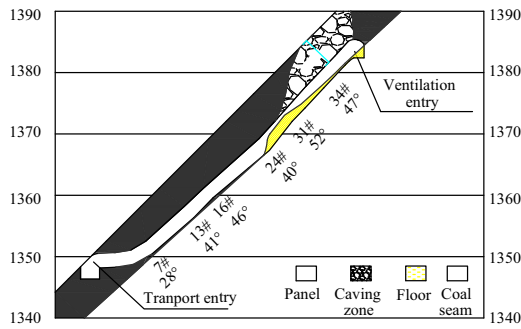 1390
1390
1380
1380
Ventilation
entry
34#
47°
1370
1370
31#
52°
24#
40°
1360
1360
16#
46°
13#
41°
1350
1350
7#
28°
Tranport entry
Panel
Caving
zone
Floor
Coal
seam
1340
1340